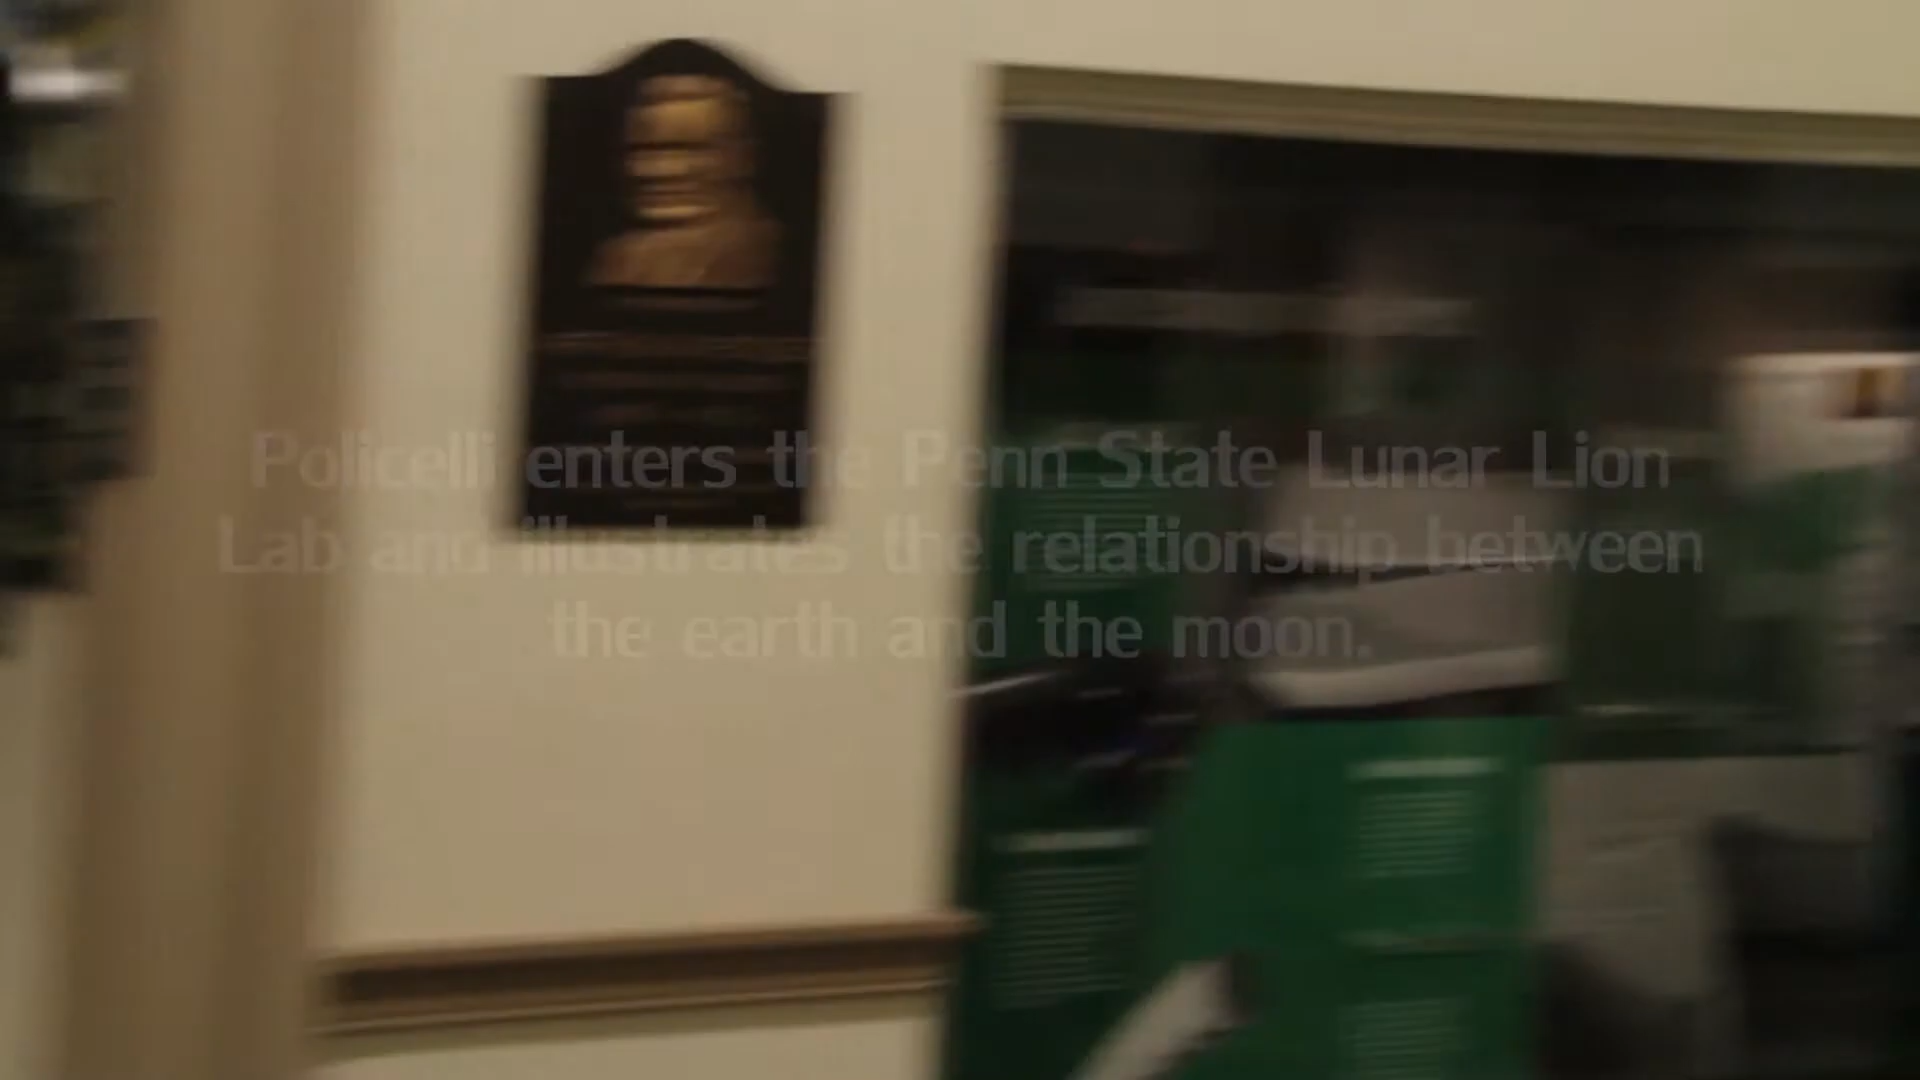 Policelli enters the Penn State Lunar Lion
Lab and illustrates the relationship between
the earth and the moon.